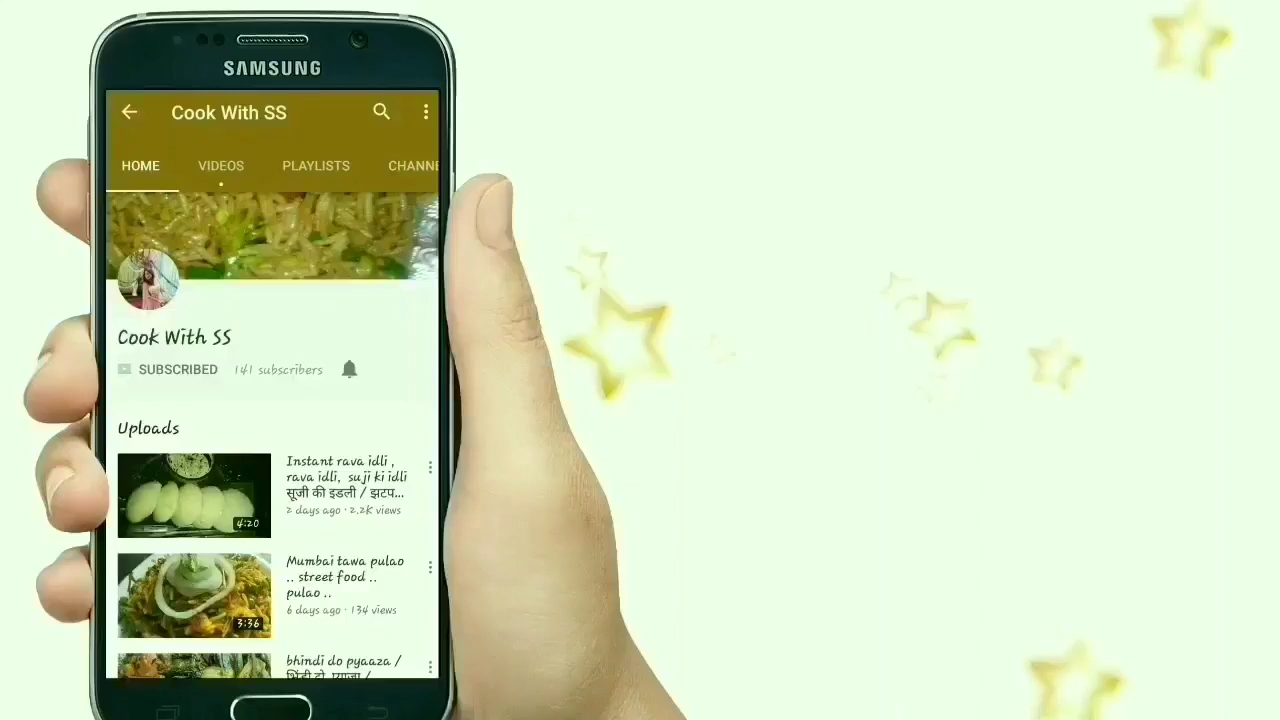 SAMSUNG
Cook With SS
HOME VIDEOS PLAYLISTS CHANNE
Cook With SS
SUBSCRIBED 141 subscribers
Uploads
Instant rava idli ,
rava idli, suji ki idli
सूजी की इडली / झटप...
2 days ago · 2.2K views
4:20
Mumbai tawa pulao
.. street food ..
pulao ..
6 days ago · 134 views
3:36
bhindi do pyaaza /
भिंडी दो प्याजा /